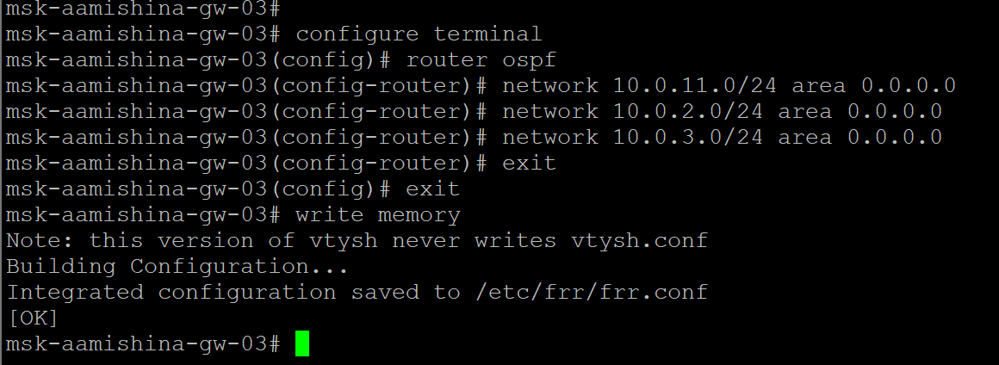 msk-aamishina-gw-03#
msk-aamishina-gw-03# configure terminal
msk-aamishina-gw-03(config)# router ospf
msk-aamishina-gw-03(config-router)# network 10.0.11.0/24 area 0.0.0.0
msk-aamishina-gw-03(config-router)# network 10.0.2.0/24 area 0.0.0.0
msk-aamishina-gw-03(config-router)# network 10.0.3.0/24 area 0.0.0.0
msk-aamishina-gw-03(config-router)# exit
msk-aamishina-gw-03(config)# exit
msk-aamishina-gw-03# write memory
Note: this version of vtysh never writes vtysh.conf
Building Configuration...
Integrated configuration saved to /etc/frr/frr.conf
[OK]
msk-aamishina-gw-03#